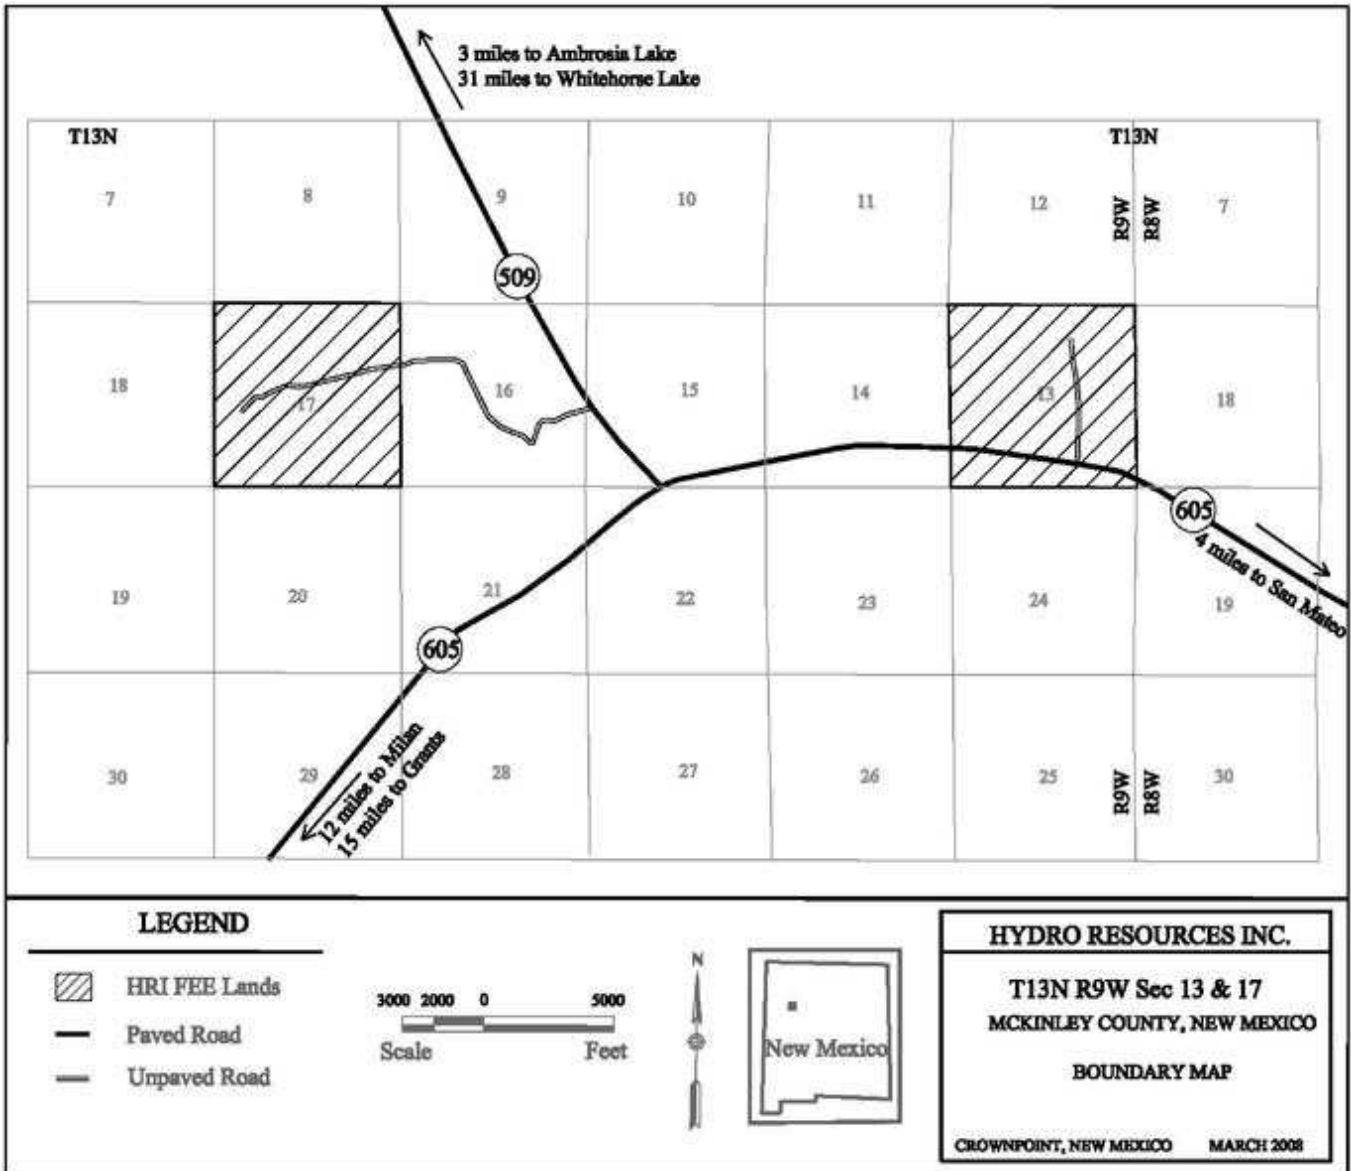 3 miles to Ambrosia Lake
31 miles to Whitehorse Lake
T13N
T13N
7
8
9
10
11
12
R9W
R8W
7
509
18
17
16
15
14
13
18
605
4 miles to San Mateo
19
20
21
22
23
24
19
605
30
29
28
27
26
25
R9W
R8W
30
12 miles to Milan
15 miles to Grants
LEGEND
HRI FEE Lands
Paved Road
Unpaved Road
3000 2000 0 5000
Scale Feet
N
New Mexico
HYDRO RESOURCES INC.
T13N R9W Sec 13 & 17
MCKINLEY COUNTY, NEW MEXICO
BOUNDARY MAP
CROWNPOINT, NEW MEXICO MARCH 2008